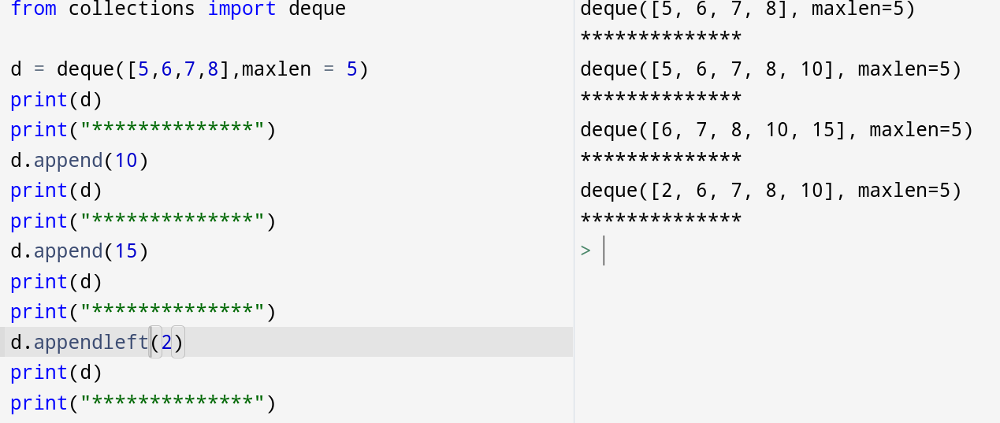 from collections import deque
d = deque([5,6,7,8],maxlen = 5)
print(d)
print("**************")
d.append(10)
print(d)
print("**************")
d.append(15)
print(d)
print("**************")
d.appendleft(2)
print(d)
print("**************")
deque([5, 6, 7, 8], maxlen=5)
**************
deque([5, 6, 7, 8, 10], maxlen=5)
**************
deque([6, 7, 8, 10, 15], maxlen=5)
**************
deque([2, 6, 7, 8, 10], maxlen=5)
**************
>